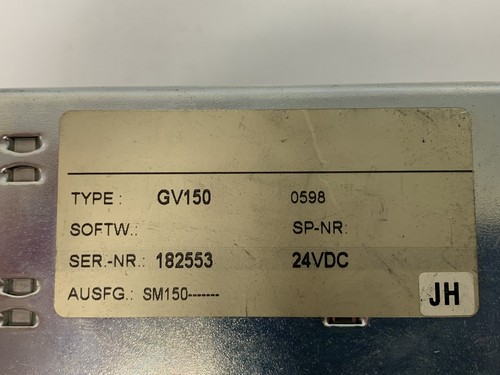 TYPE : GV150 0598
SOFTW.: SP-NR:
SER.-NR.: 182553 24VDC
AUSFG.: SM150-------
JH